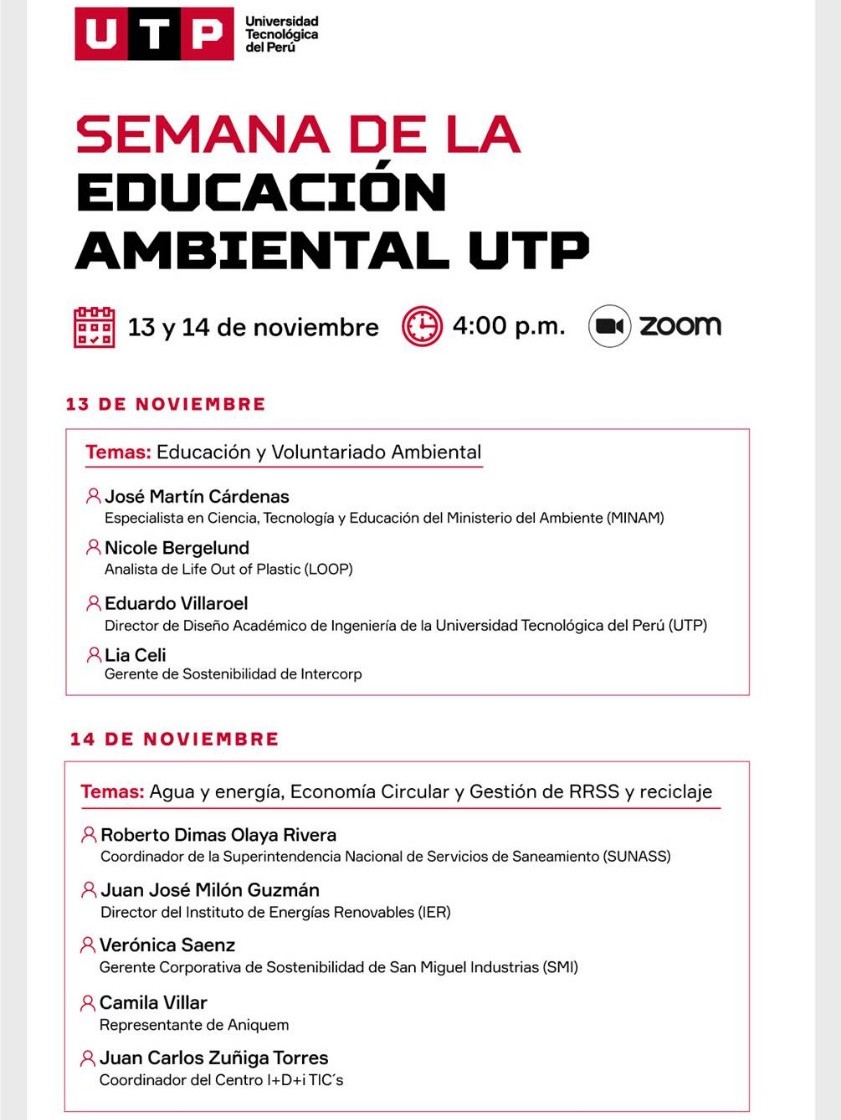 UTP
Universidad
Tecnológica
del Perú
SEMANA DE LA
EDUCACIÓN
AMBIENTAL UTP
13 y 14 de noviembre
4:00 p.m.
zoom
13 DE NOVIEMBRE
Temas: Educación y Voluntariado Ambiental
José Martín Cárdenas
Especialista en Ciencia, Tecnología y Educación del Ministerio del Ambiente (MINAM)
Nicole Bergelund
Analista de Life Out of Plastic (LOOP)
Eduardo Villaroel
Director de Diseño Académico de Ingeniería de la Universidad Tecnológica del Perú (UTP)
Lia Celi
Gerente de Sostenibilidad de Intercorp
14 DE NOVIEMBRE
Temas: Agua y energía, Economía Circular y Gestión de RRSS y reciclaje
Roberto Dimas Olaya Rivera
Coordinador de la Superintendencia Nacional de Servicios de Saneamiento (SUNASS)
Juan José Milón Guzmán
Director del Instituto de Energías Renovables (IER)
Verónica Saenz
Gerente Corporativa de Sostenibilidad de San Miguel Industrias (SMI)
Camila Villar
Representante de Aniquem
Juan Carlos Zuñiga Torres
Coordinador del Centro I+D+i TIC´s